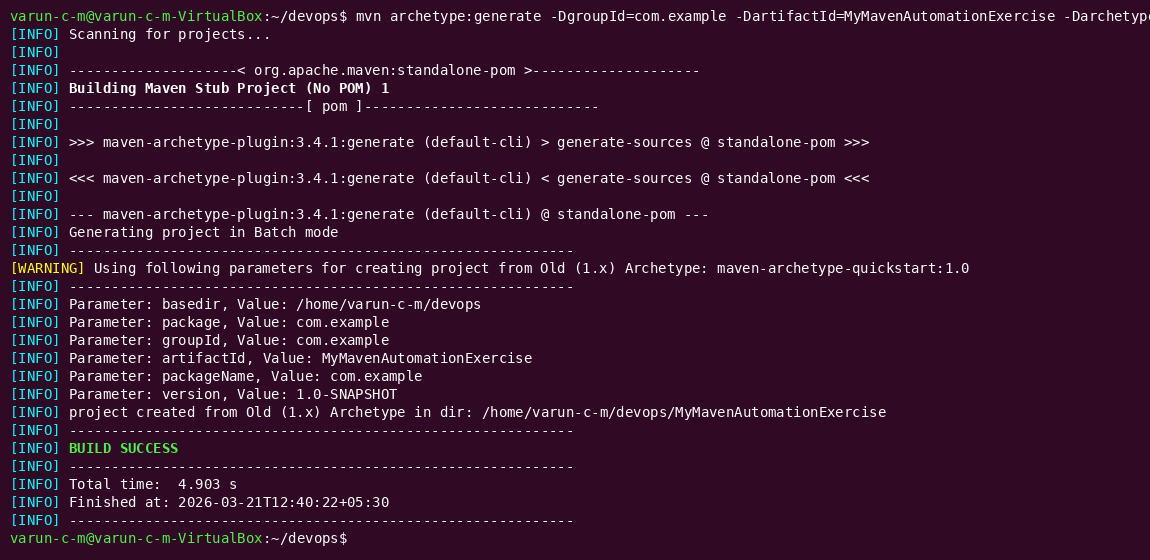 varun-c-m@varun-c-m-VirtualBox:~/devops$ mvn archetype:generate -DgroupId=com.example -DartifactId=MyMavenAutomationExercise -Darchetype
[INFO] Scanning for projects...
[INFO]
[INFO] --------------------< org.apache.maven:standalone-pom >--------------------
[INFO] Building Maven Stub Project (No POM) 1
[INFO] ----------------------------[ pom ]----------------------------
[INFO]
[INFO] >>> maven-archetype-plugin:3.4.1:generate (default-cli) > generate-sources @ standalone-pom >>>
[INFO]
[INFO] <<< maven-archetype-plugin:3.4.1:generate (default-cli) < generate-sources @ standalone-pom <<<
[INFO]
[INFO] --- maven-archetype-plugin:3.4.1:generate (default-cli) @ standalone-pom ---
[INFO] Generating project in Batch mode
[INFO] ------------------------------------------------------------
[WARNING] Using following parameters for creating project from Old (1.x) Archetype: maven-archetype-quickstart:1.0
[INFO] ------------------------------------------------------------
[INFO] Parameter: basedir, Value: /home/varun-c-m/devops
[INFO] Parameter: package, Value: com.example
[INFO] Parameter: groupId, Value: com.example
[INFO] Parameter: artifactId, Value: MyMavenAutomationExercise
[INFO] Parameter: packageName, Value: com.example
[INFO] Parameter: version, Value: 1.0-SNAPSHOT
[INFO] project created from Old (1.x) Archetype in dir: /home/varun-c-m/devops/MyMavenAutomationExercise
[INFO] ------------------------------------------------------------
[INFO] BUILD SUCCESS
[INFO] ------------------------------------------------------------
[INFO] Total time:  4.903 s
[INFO] Finished at: 2026-03-21T12:40:22+05:30
[INFO] ------------------------------------------------------------
varun-c-m@varun-c-m-VirtualBox:~/devops$